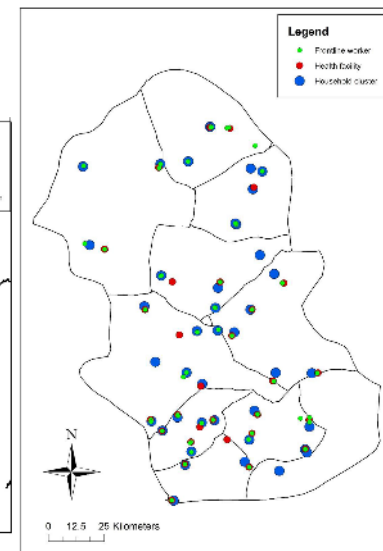 Legend
Frontline worker
Health facility
Household cluster
N
0 12.5 25 Kilometers